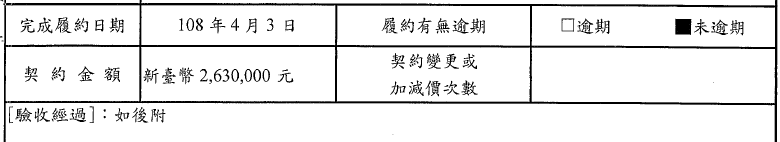 完成履約日期 108 年 4 月 3 日 履約有無逾期 □逾期 ■未逾期
契約金額 新臺幣 2,630,000 元 契約變更或
加減價次數
[驗收經過]：如後附